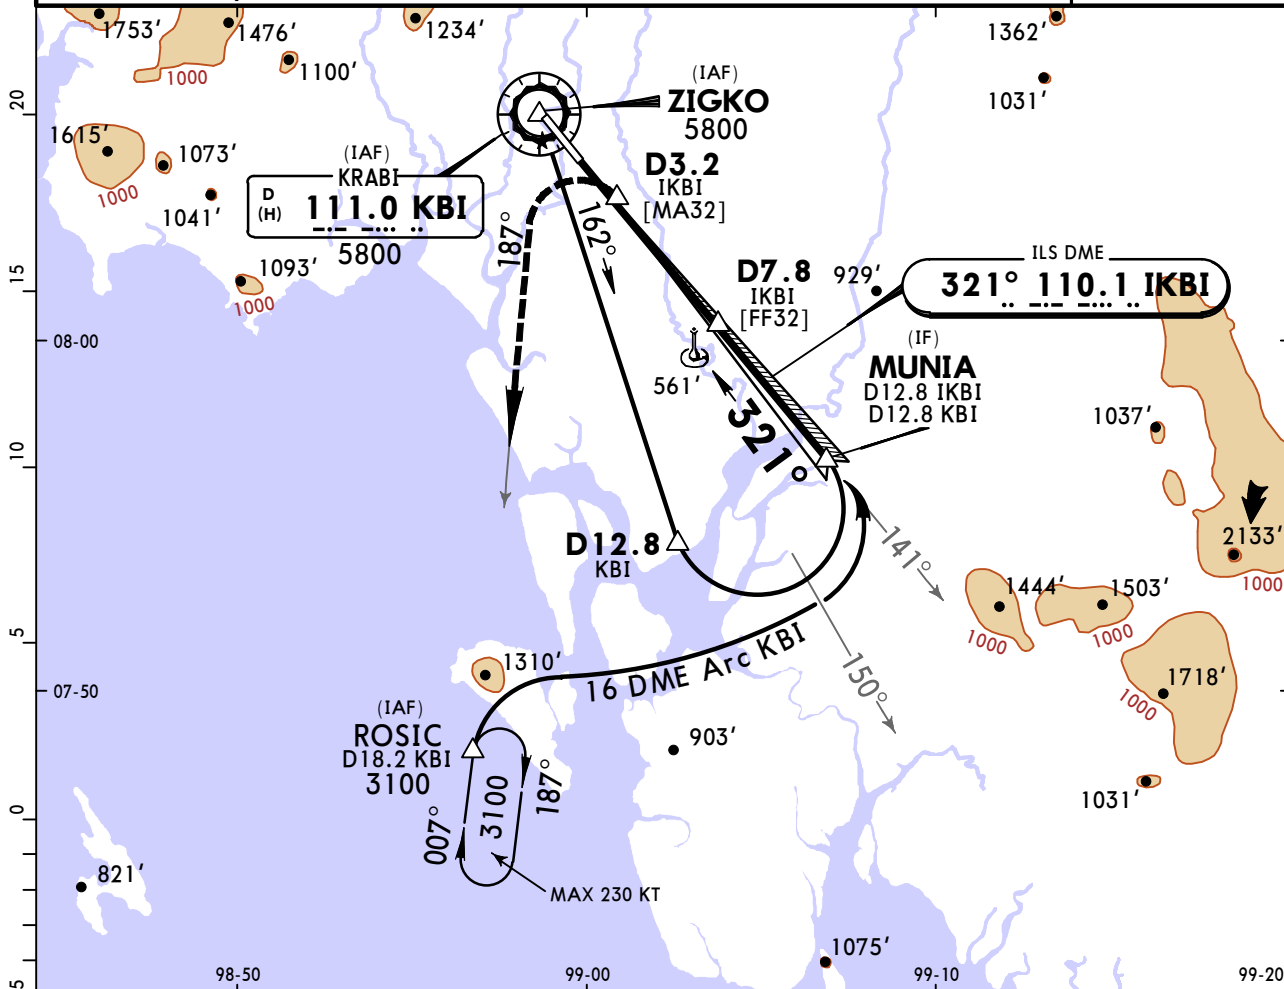 1753′
1476′
1234′
1362′
1000
1100′
1031′
20
(IAF)
ZIGKO
5800
1615′
1073′
1000
1041′
(IAF)
KRABI
D
(H)
111.0 KBI
5800
D3.2
IKBI
[MA32]
187°
162°
15
1093′
1000
D7.8
IKBI
[FF32]
929′
ILS DME
321° 110.1 IKBI
08-00
561′
(IF)
MUNIA
D12.8 IKBI
D12.8 KBI
321°
1037′
10
D12.8
KBI
141°
2133′
1000
1444′
1000
1503′
1000
5
1310′
16 DME Arc KBI
150°
1718′
1000
07-50
(IAF)
ROSIC
D18.2 KBI
3100
903′
187°
3100
007°
1031′
0
821′
MAX 230 KT
1075′
5
98-50
99-00
99-10
99-20